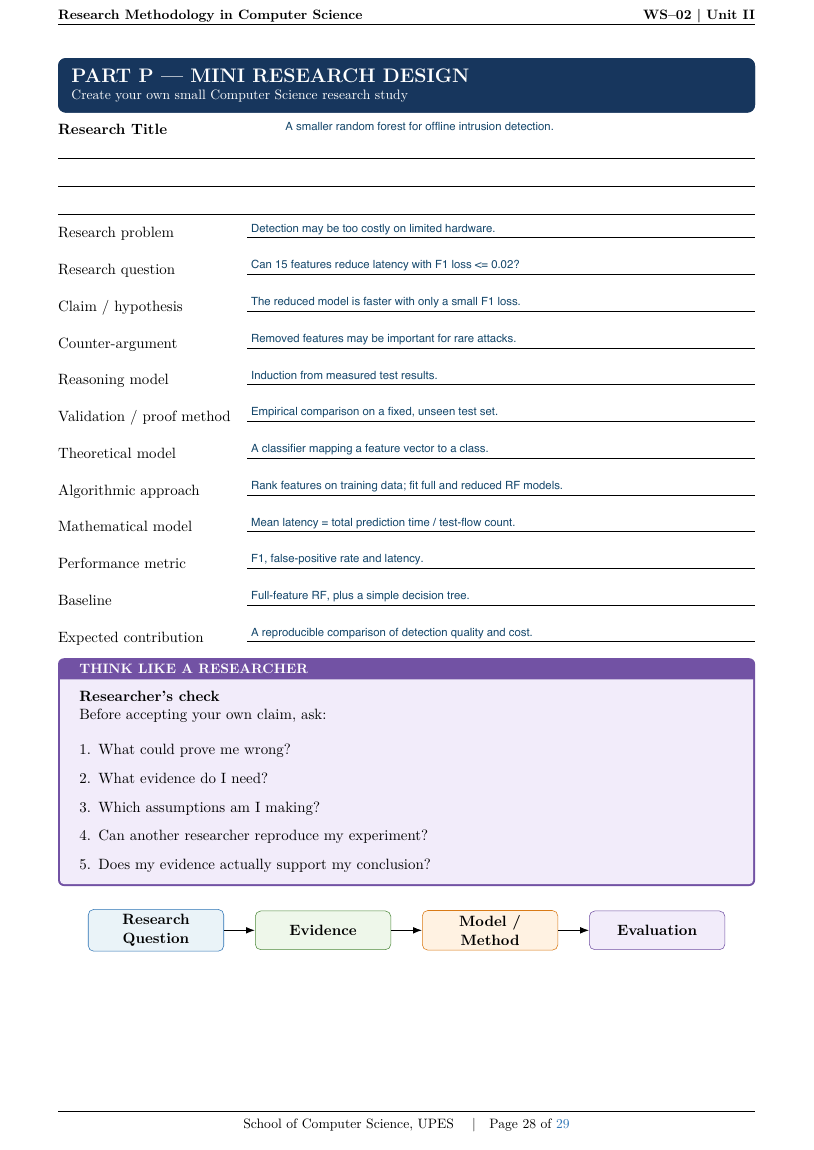 Research Methodology in Computer Science WS–02 | Unit II
PART P — MINI RESEARCH DESIGN
Create your own small Computer Science research study
Research Title A smaller random forest for offline intrusion detection.
Research problem Detection may be too costly on limited hardware.
Research question Can 15 features reduce latency with F1 loss <= 0.02?
Claim / hypothesis The reduced model is faster with only a small F1 loss.
Counter-argument Removed features may be important for rare attacks.
Reasoning model Induction from measured test results.
Validation / proof method Empirical comparison on a fixed, unseen test set.
Theoretical model A classifier mapping a feature vector to a class.
Algorithmic approach Rank features on training data; fit full and reduced RF models.
Mathematical model Mean latency = total prediction time / test-flow count.
Performance metric F1, false-positive rate and latency.
Baseline Full-feature RF, plus a simple decision tree.
Expected contribution A reproducible comparison of detection quality and cost.
THINK LIKE A RESEARCHER
Researcher's check
Before accepting your own claim, ask:
1. What could prove me wrong?
2. What evidence do I need?
3. Which assumptions am I making?
4. Can another researcher reproduce my experiment?
5. Does my evidence actually support my conclusion?
Research
Question
Evidence
Model /
Method
Evaluation
School of Computer Science, UPES | Page 28 of 29